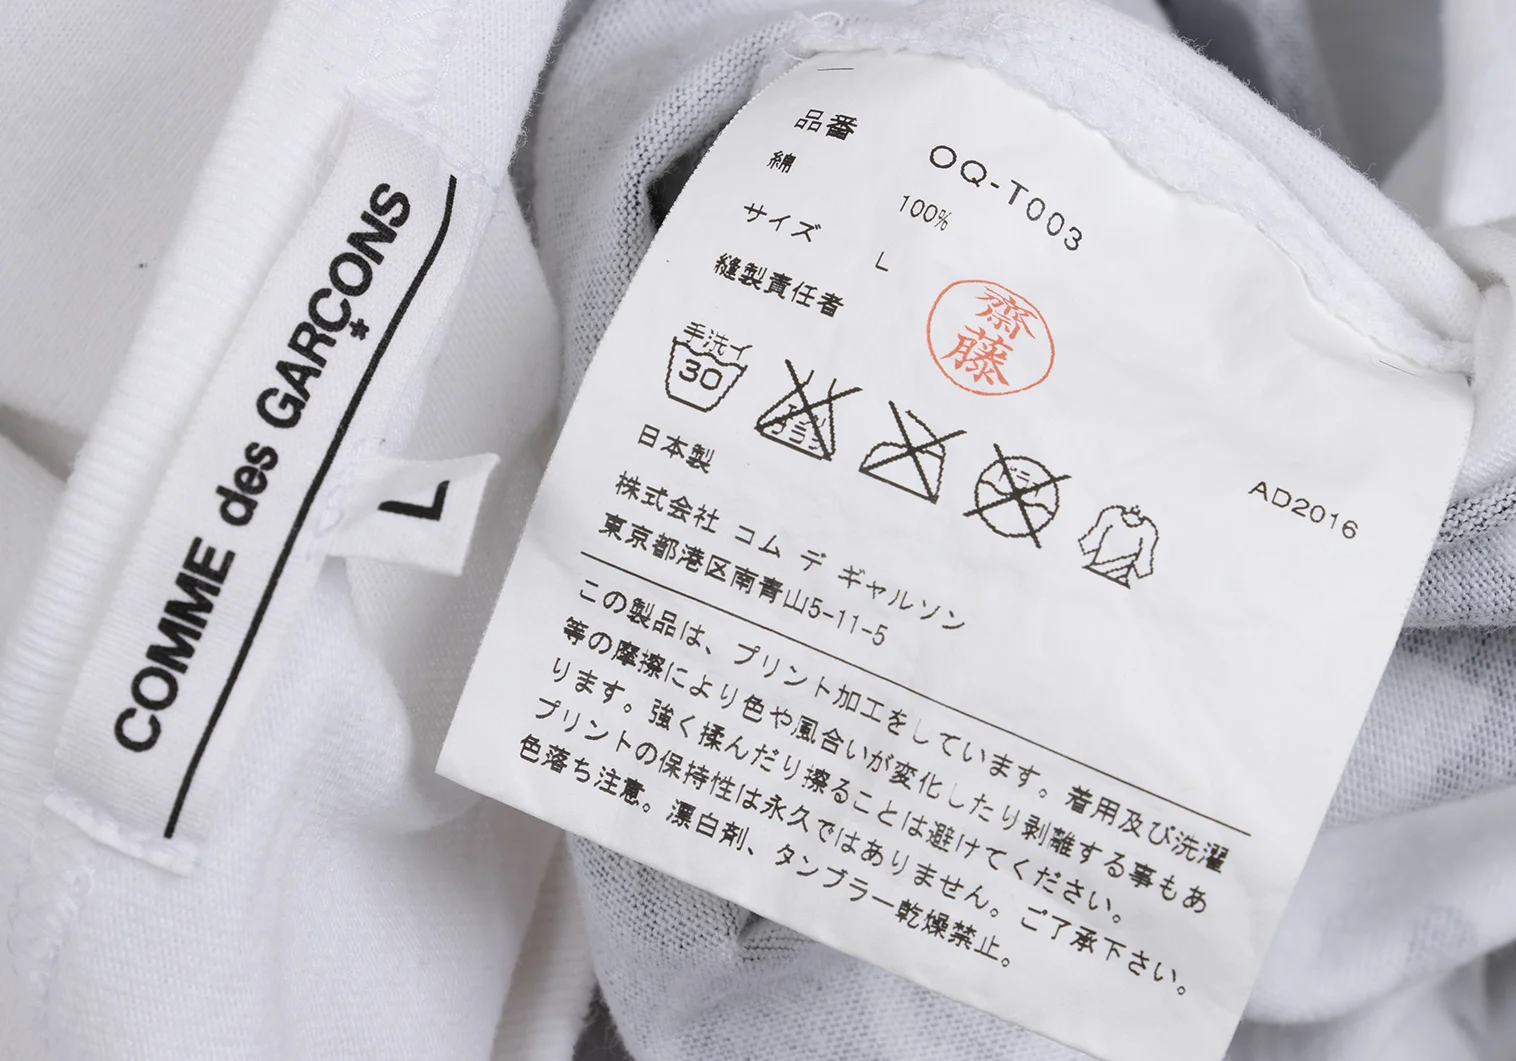 COMME des GARÇONS
L
品番 OQ-T003
綿 100%
サイズ L
縫製責任者
齋藤
手洗イ
30
日本製
AD2016
株式会社 コム デ ギャルソン
東京都港区南青山5-11-5
この製品は、プリント加工をしています。着用及び洗濯
等の摩擦により色や風合いが変化したり剥離する事もあ
ります。強く揉んだり擦ることは避けてください。
プリントの保持性は永久ではありません。ご了承下さい。
色落ち注意。漂白剤、タンブラー乾燥禁止。